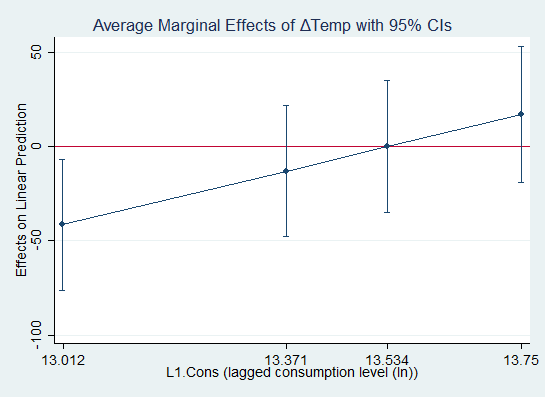 Average Marginal Effects of ΔTemp with 95% CIs
Effects on Linear Prediction
50
0
-50
-100
13.012
13.371
13.534
13.75
L1.Cons (lagged consumption level (ln))